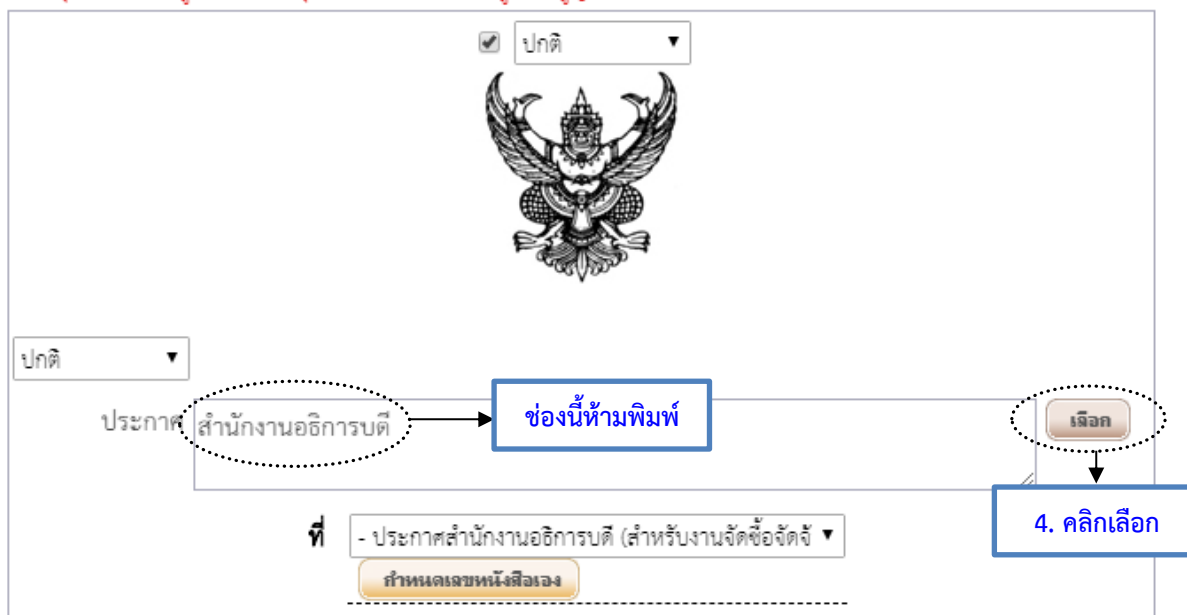 ปกติ
ปกติ
ประกาศ สำนักงานอธิการบดี ช่องนี้ห้ามพิมพ์ เลือก
4. คลิกเลือก
ที่ - ประกาศสำนักงานอธิการบดี (สำหรับงานจัดซื้อจัดจ้
กำหนดเลขหนังสือเอง